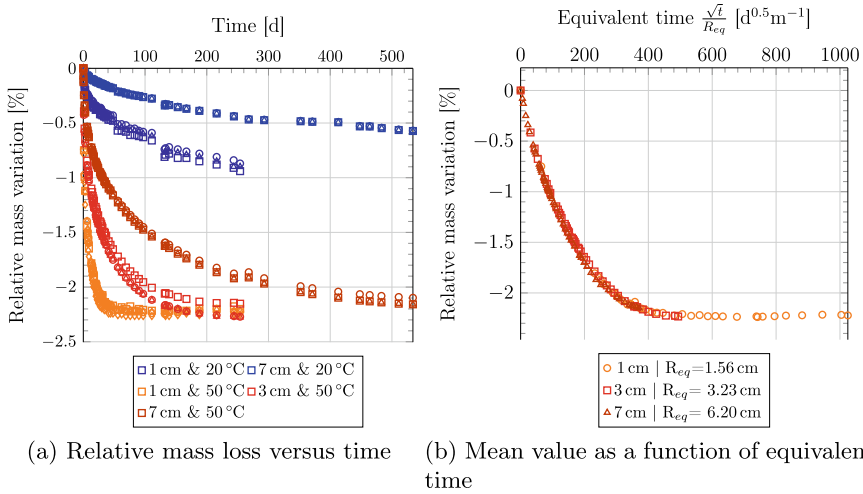 Time [d]
0 100 200 300 400 500
Relative mass variation [%]
0
−0.5
−1
−1.5
−2
−2.5
1 cm & 20 °C 7 cm & 20 °C
1 cm & 50 °C 3 cm & 50 °C
7 cm & 50 °C
(a) Relative mass loss versus time
Equivalent time √t/R_eq [d^0.5 m^−1]
0 200 400 600 800 1000
Relative mass variation [%]
0
−0.5
−1
−1.5
−2
1 cm | R_eq=1.56 cm
3 cm | R_eq= 3.23 cm
7 cm | R_eq= 6.20 cm
(b) Mean value as a function of equivalen
time